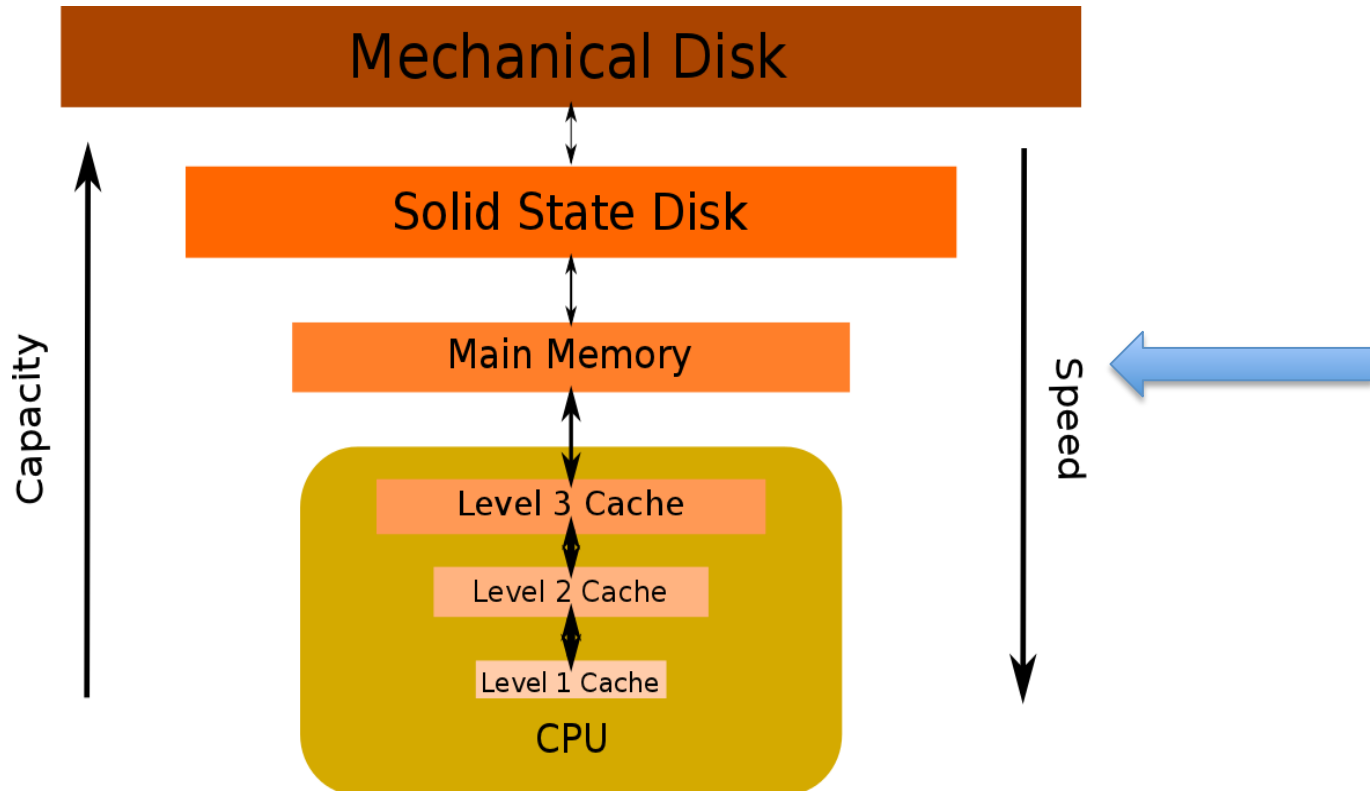 Mechanical Disk
Solid State Disk
Main Memory
Capacity
Speed
Level 3 Cache
Level 2 Cache
Level 1 Cache
CPU